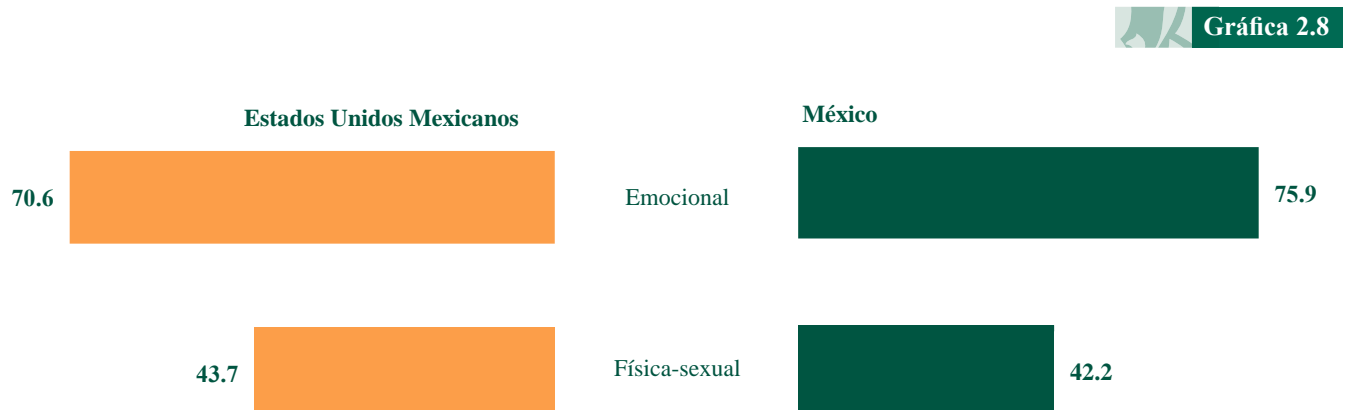 Gráfica 2.8
Estados Unidos Mexicanos
México
70.6
Emocional
75.9
43.7
Física-sexual
42.2